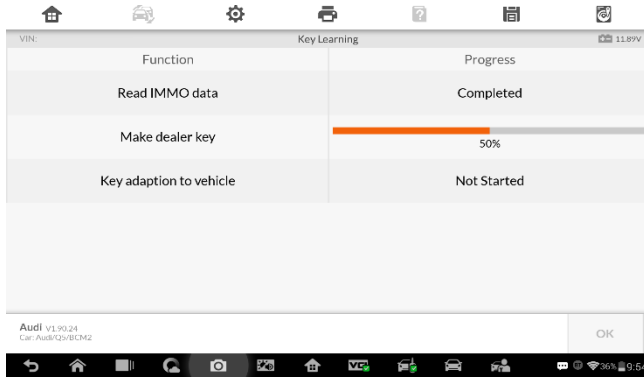 VIN:
Key Learning
11.89V
Function
Progress
Read IMMO data
Completed
Make dealer key
50%
Key adaption to vehicle
Not Started
Audi V1.90.24
Car: Audi/Q5/BCM2
OK
36%